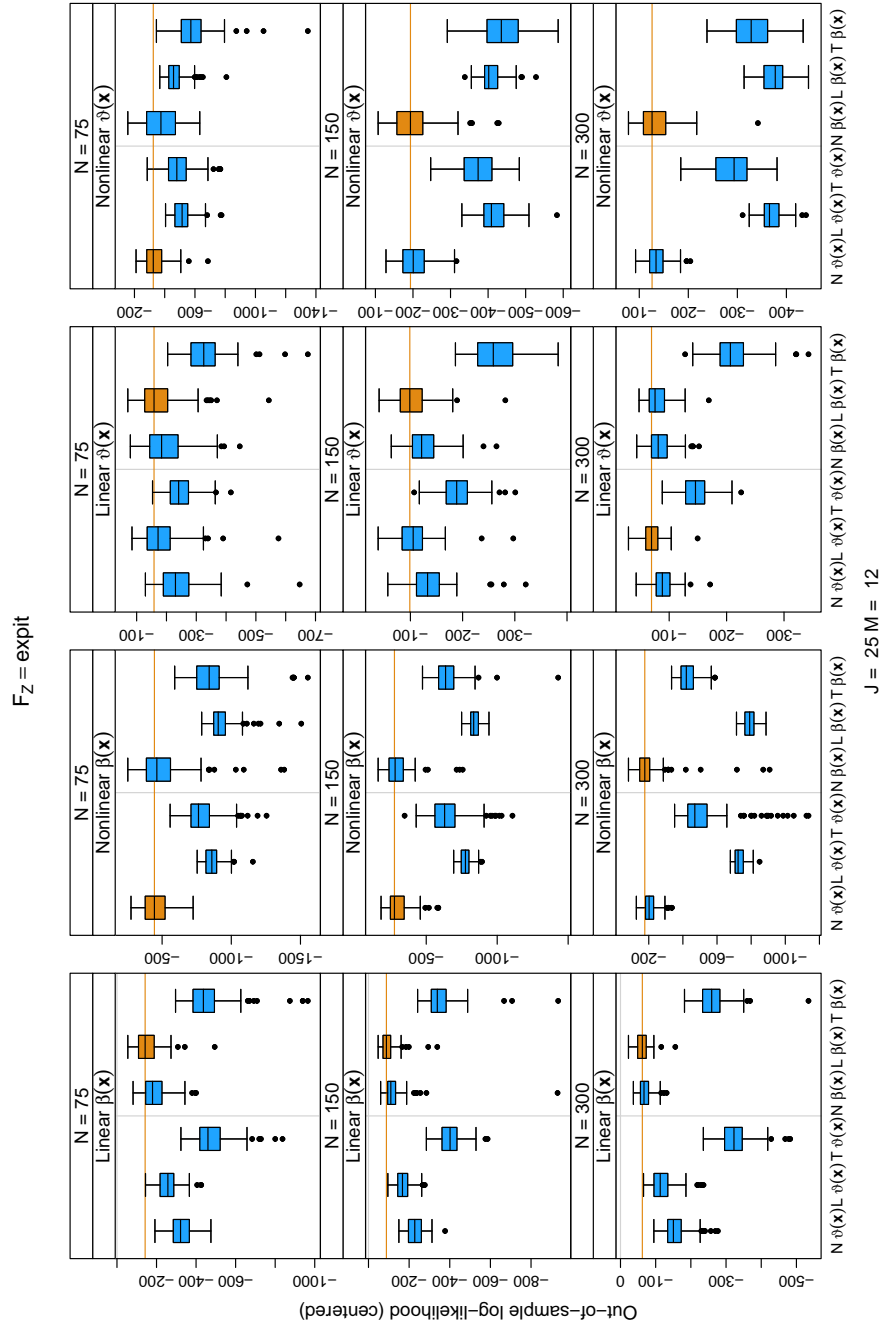 F_Z = expit
Out−of−sample log−likelihood (centered)
N = 75
Linear β(x)
−200
−400
−600
−1000
N = 75
Nonlinear β(x)
−500
−1000
−1500
N = 75
Linear ϑ(x)
−100
−300
−500
−700
N = 75
Nonlinear ϑ(x)
−200
−600
−1000
−1400
N = 150
Linear β(x)
−200
−400
−600
−800
N = 150
Nonlinear β(x)
−500
−1000
N = 150
Linear ϑ(x)
−100
−200
−300
N = 150
Nonlinear ϑ(x)
−100
−200
−300
−400
−500
−600
N = 300
Linear β(x)
0
−100
−300
−500
N = 300
Nonlinear β(x)
−200
−600
−1000
N = 300
Linear ϑ(x)
−100
−200
−300
N = 300
Nonlinear ϑ(x)
−100
−200
−300
−400
N ϑ(x) L ϑ(x) T ϑ(x) N β(x) L β(x) T β(x)
N ϑ(x) L ϑ(x) T ϑ(x) N β(x) L β(x) T β(x)
N ϑ(x) L ϑ(x) T ϑ(x) N β(x) L β(x) T β(x)
N ϑ(x) L ϑ(x) T ϑ(x) N β(x) L β(x) T β(x)
J = 25 M = 12